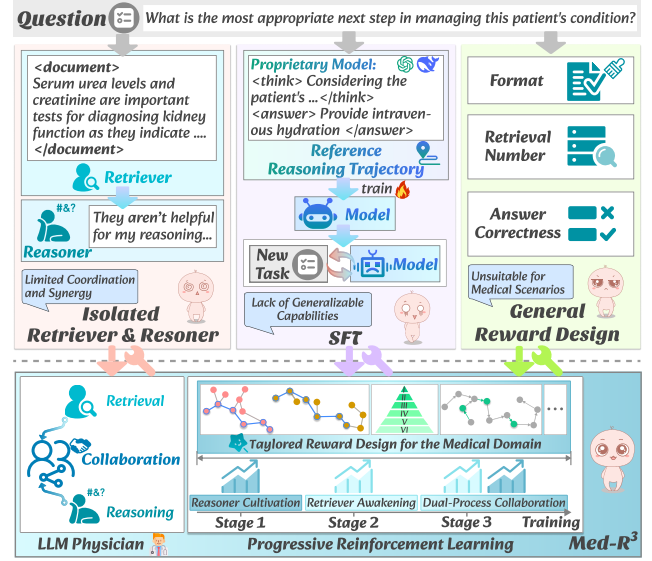 Question
What is the most appropriate next step in managing this patient's condition?
<document>
Serum urea levels and
creatinine are important
tests for diagnosing kidney
function as they indicate ....
</document>
Retriever
#&?
Reasoner
They aren't helpful
for my reasoning...
Limited Coordination
and Synergy
Isolated
Retriever & Resoner
Proprietary Model:
<think> Considering the
patient's ...</think>
<answer> Provide intraven-
ous hydration </answer>
Reference
Reasoning Trajectory
train
Model
New
Task
Model
Lack of Generalizable
Capabilities
SFT
Format
Retrieval
Number
Answer
Correctness
Unsuitable for
Medical Scenarios
General
Reward Design
Retrieval
Collaboration
#&?
Reasoning
LLM Physician
II
III
IV
V
VI
...
Taylored Reward Design for the Medical Domain
Reasoner Cultivation
Retriever Awakening
Dual-Process Collaboration
Stage 1
Stage 2
Stage 3
Training
Progressive Reinforcement Learning
Med-R³